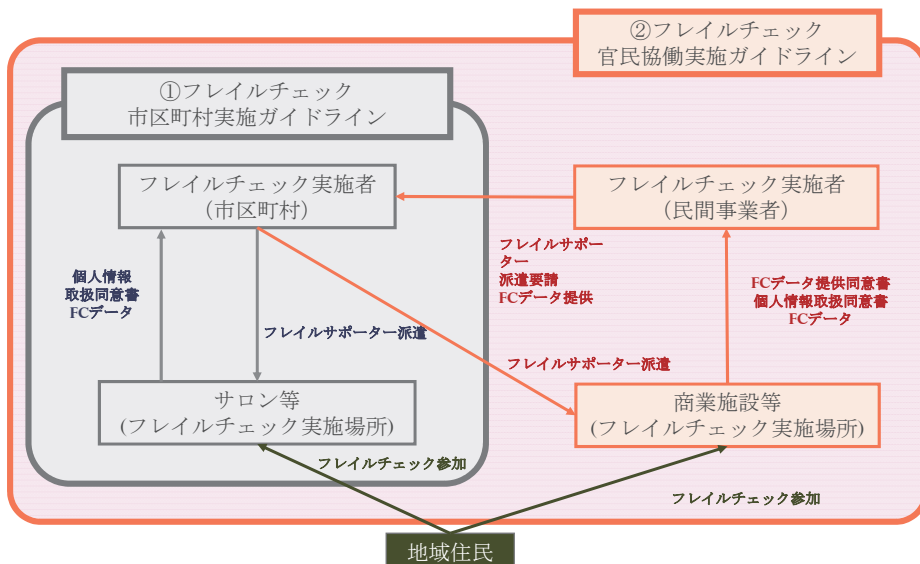 ②フレイルチェック
官民協働実施ガイドライン
①フレイルチェック
市区町村実施ガイドライン
フレイルチェック実施者
（市区町村）
フレイルチェック実施者
（民間事業者）
個人情報
取扱同意書
FCデータ
フレイルサポーター派遣
フレイルサポー
ター
派遣要請
FCデータ提供
FCデータ提供同意書
個人情報取扱同意書
FCデータ
フレイルサポーター派遣
サロン等
(フレイルチェック実施場所)
商業施設等
(フレイルチェック実施場所)
フレイルチェック参加
フレイルチェック参加
地域住民